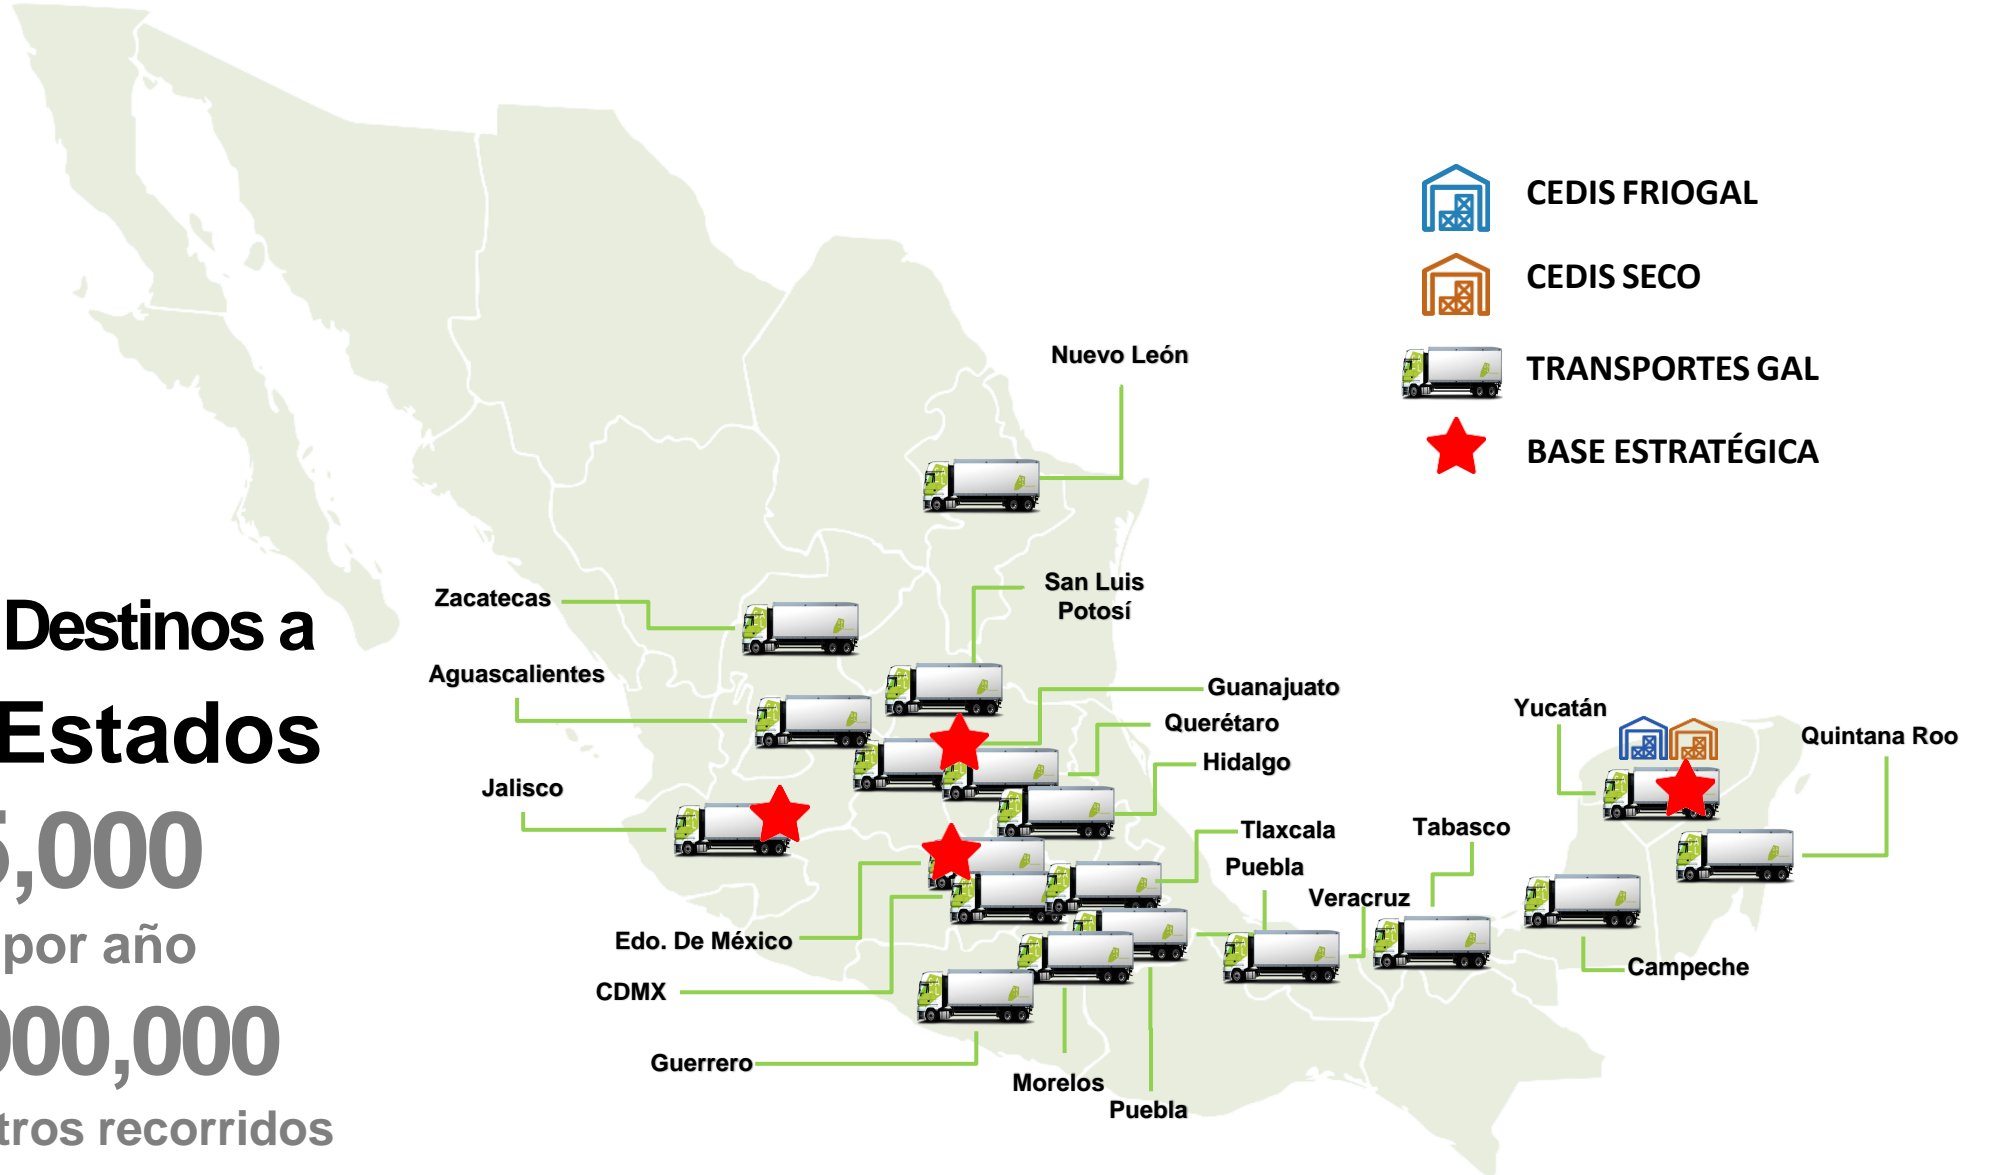 CEDIS FRIOGAL
CEDIS SECO
TRANSPORTES GAL
BASE ESTRATÉGICA
Nuevo León
San Luis
Potosí
Zacatecas
Aguascalientes
Jalisco
Guanajuato
Querétaro
Hidalgo
Tlaxcala
Puebla
Veracruz
Tabasco
Yucatán
Quintana Roo
Campeche
Edo. De México
CDMX
Guerrero
Morelos
Puebla
Destinos a
Estados
,000
por año
000,000
tros recorridos